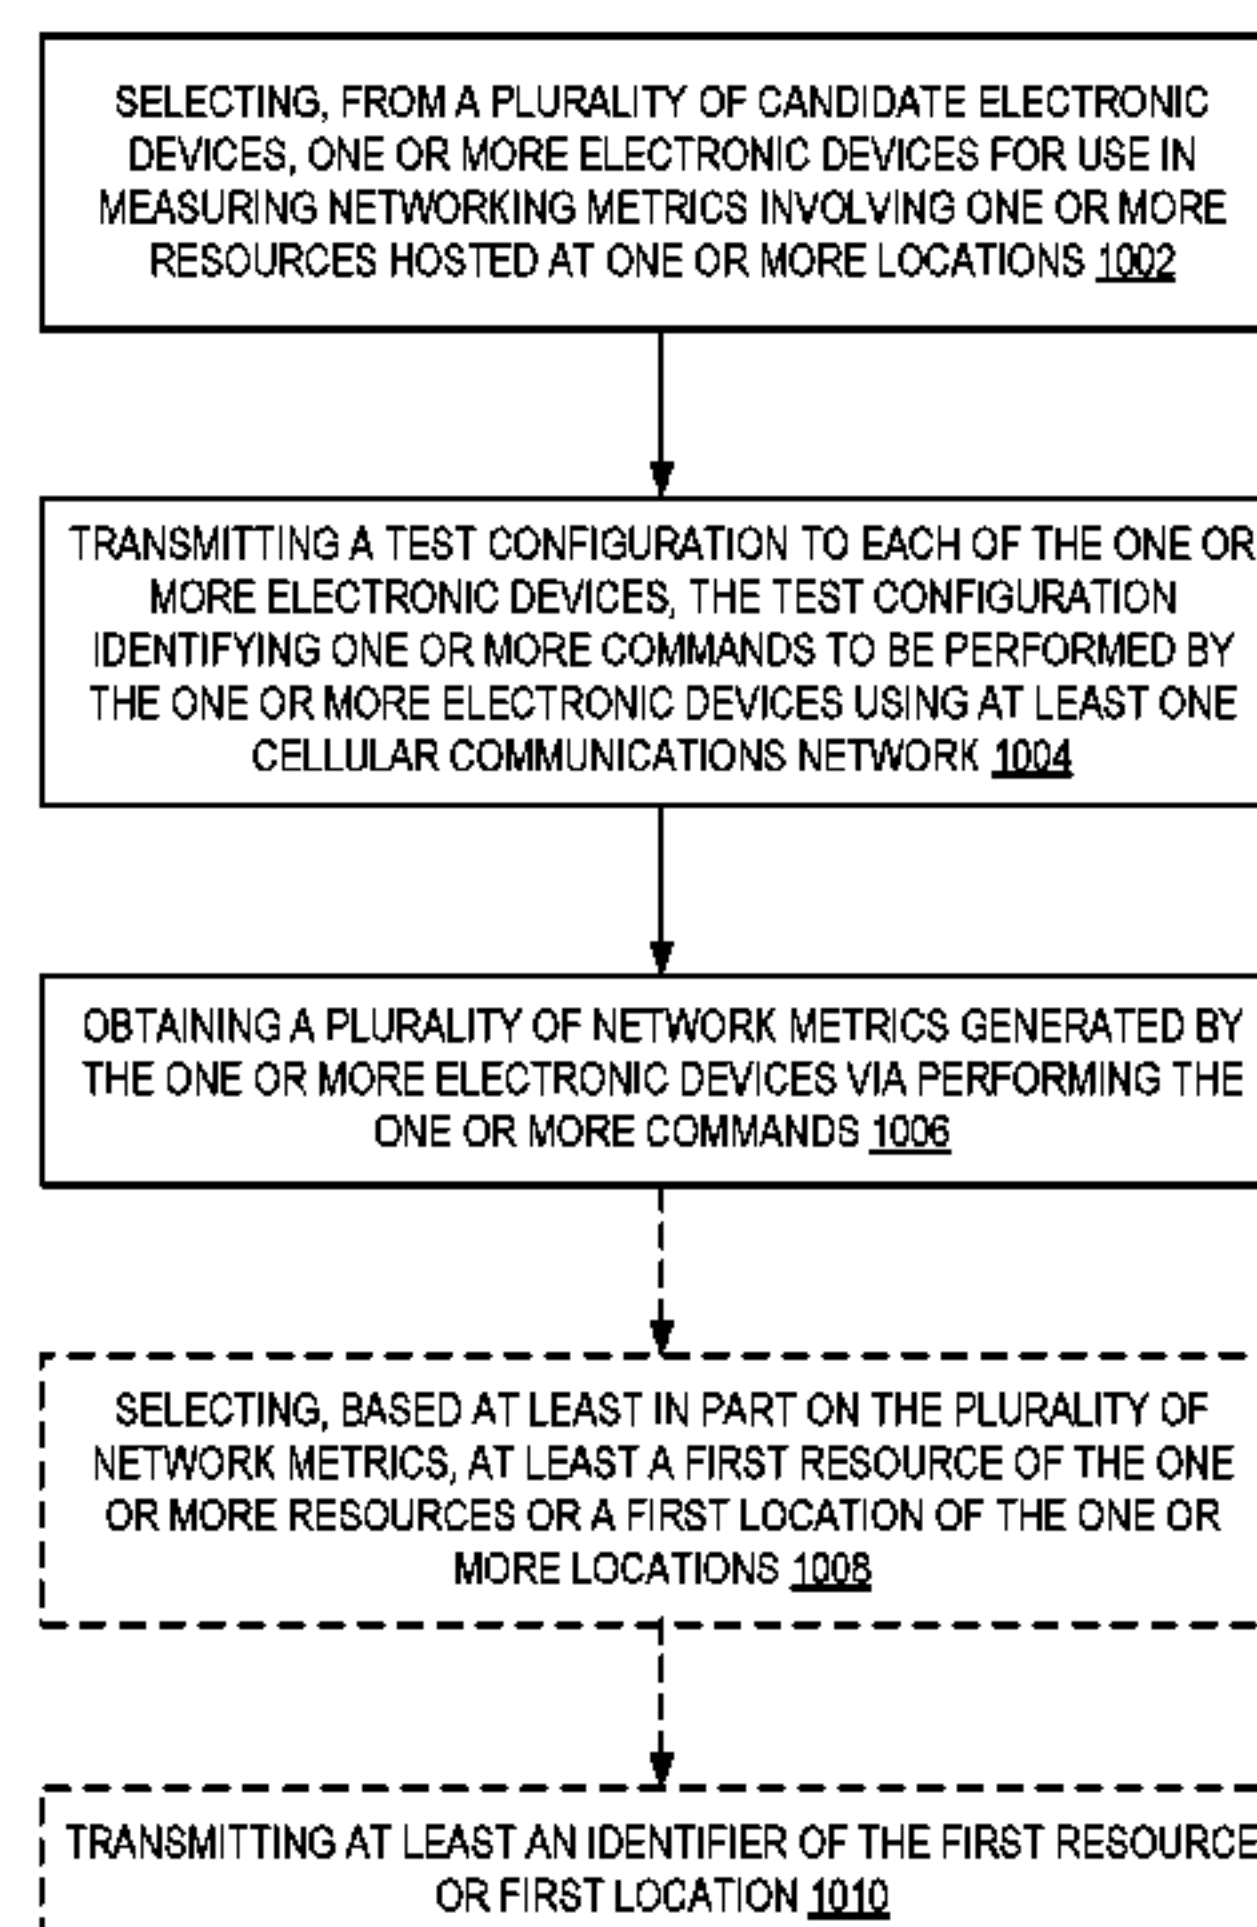 SELECTING, FROM A PLURALITY OF CANDIDATE ELECTRONIC
DEVICES, ONE OR MORE ELECTRONIC DEVICES FOR USE IN
MEASURING NETWORKING METRICS INVOLVING ONE OR MORE
RESOURCES HOSTED AT ONE OR MORE LOCATIONS 1002
TRANSMITTING A TEST CONFIGURATION TO EACH OF THE ONE OR
MORE ELECTRONIC DEVICES, THE TEST CONFIGURATION
IDENTIFYING ONE OR MORE COMMANDS TO BE PERFORMED BY
THE ONE OR MORE ELECTRONIC DEVICES USING AT LEAST ONE
CELLULAR COMMUNICATIONS NETWORK 1004
OBTAINING A PLURALITY OF NETWORK METRICS GENERATED BY
THE ONE OR MORE ELECTRONIC DEVICES VIA PERFORMING THE
ONE OR MORE COMMANDS 1006
SELECTING, BASED AT LEAST IN PART ON THE PLURALITY OF
NETWORK METRICS, AT LEAST A FIRST RESOURCE OF THE ONE
OR MORE RESOURCES OR A FIRST LOCATION OF THE ONE OR
MORE LOCATIONS 1008
TRANSMITTING AT LEAST AN IDENTIFIER OF THE FIRST RESOURCE
OR FIRST LOCATION 1010